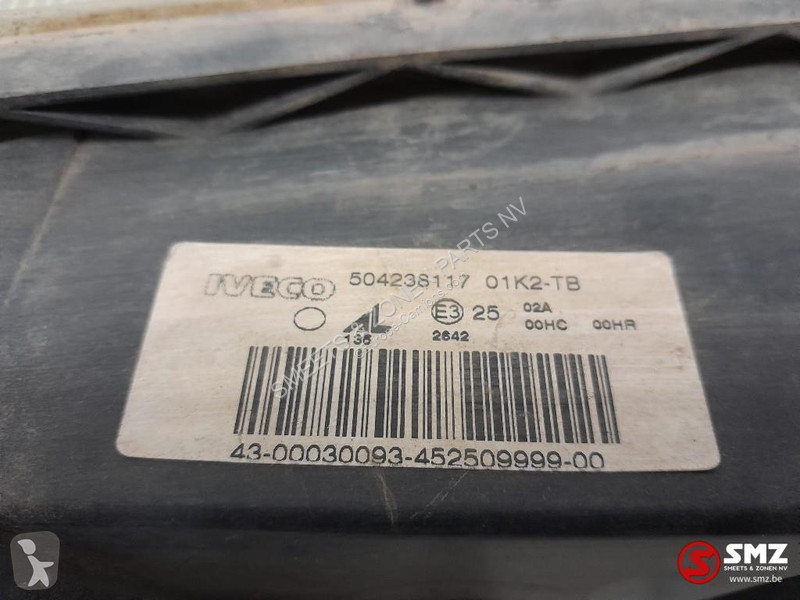 IVECO 504238117 01K2-TB
E3 25 02A
00HC 00HR
136 2642
43-00030093-452509999-00
SMEETS & ZONEN PARTS NV
SMZ
SMEETS & ZONEN NV
www.smz.be